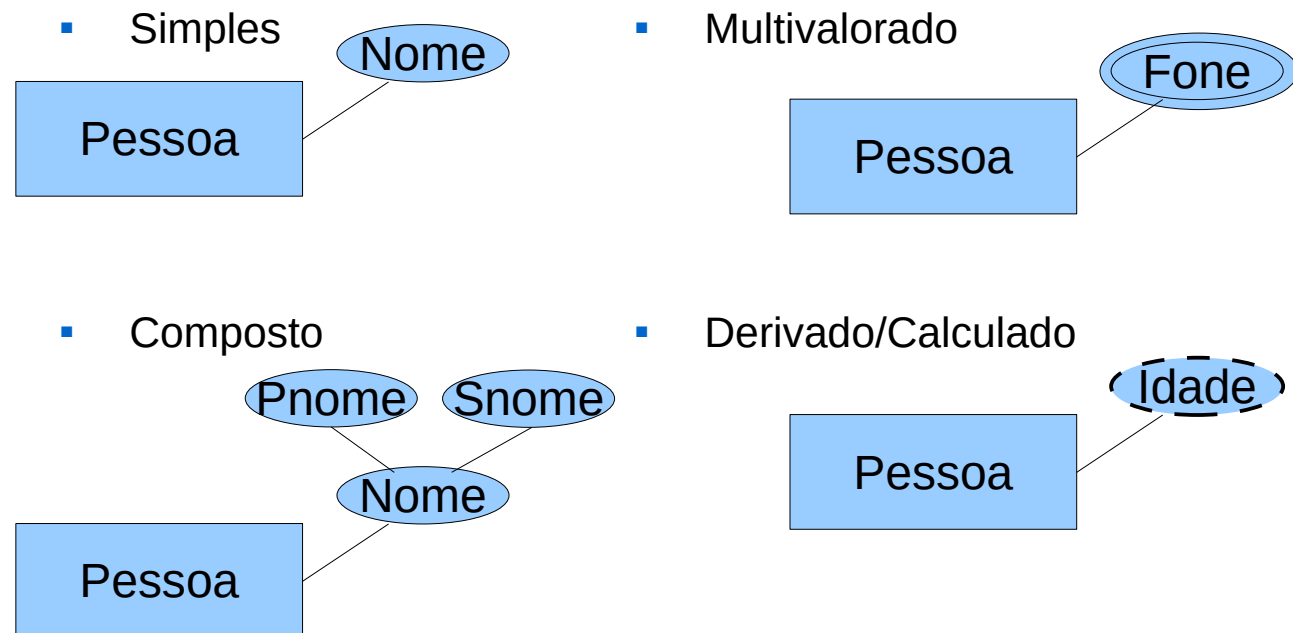 Simples
Nome
Pessoa
Multivalorado
Fone
Pessoa
Composto
Pnome
Snome
Nome
Pessoa
Derivado/Calculado
Idade
Pessoa